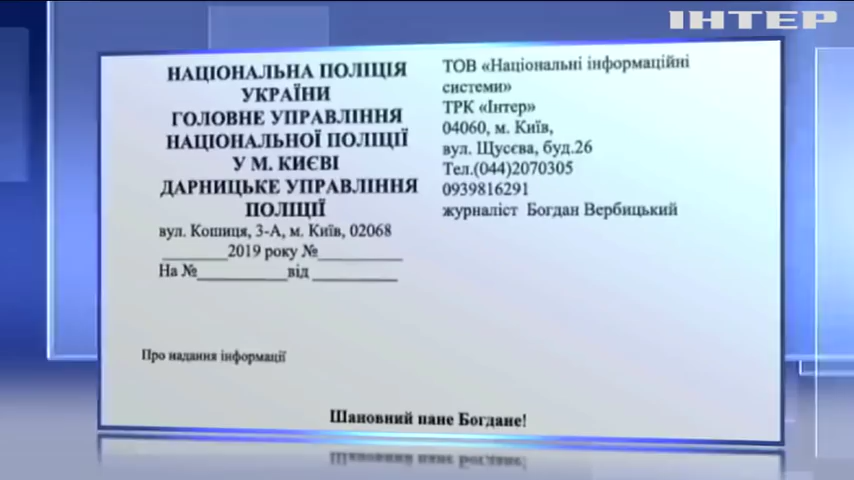 ІНТЕР
НАЦІОНАЛЬНА ПОЛІЦІЯ
УКРАЇНИ
ГОЛОВНЕ УПРАВЛІННЯ
НАЦІОНАЛЬНОЇ ПОЛІЦІЇ
У М. КИЄВІ
ДАРНИЦЬКЕ УПРАВЛІННЯ
ПОЛІЦІЇ
вул. Кошиця, 3-А, м. Київ, 02068
________2019 року №__________
На №___________від __________
ТОВ «Національні інформаційні
системи»
ТРК «Інтер»
04060, м. Київ,
вул. Щусєва, буд.26
Тел.(044)2070305
0939816291
журналіст Богдан Вербицький
Про надання інформації
Шановний пане Богдане!